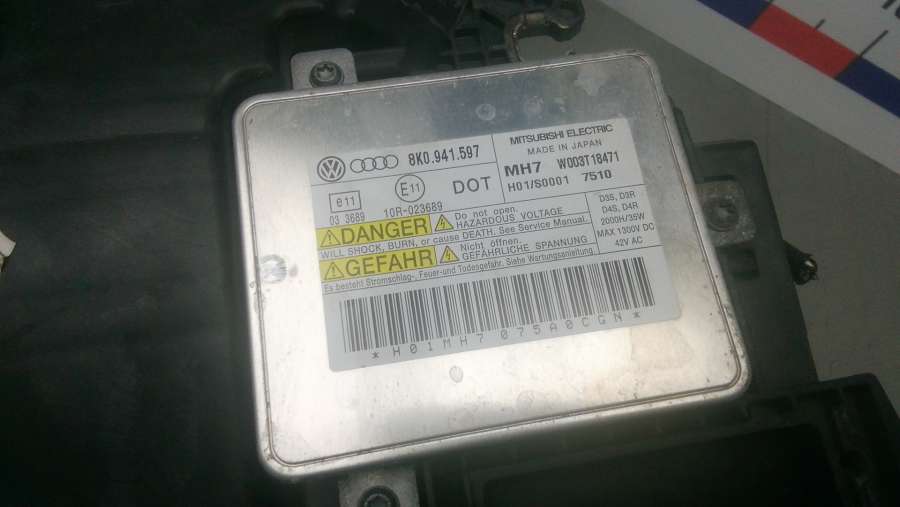 8K0.941.597
MITSUBISHI ELECTRIC
MADE IN JAPAN
MH7 W003T18471
H01/S0001 7510
e11
03 3689
E11
10R-023689
DOT
DANGER
Do not open.
HAZARDOUS VOLTAGE
WILL SHOCK, BURN, or cause DEATH. See Service Manual.
GEFAHR
Nicht öffnen.
GEFÄHRLICHE SPANNUNG
Es besteht Stromschlag-, Feuer-und Todesgefahr. Siehe Wartungsanleitung
D3S, D3R
D4S, D4R
200Hz/35W
MAX 1300V DC
42V AC
*H01MH7075A0CGN*